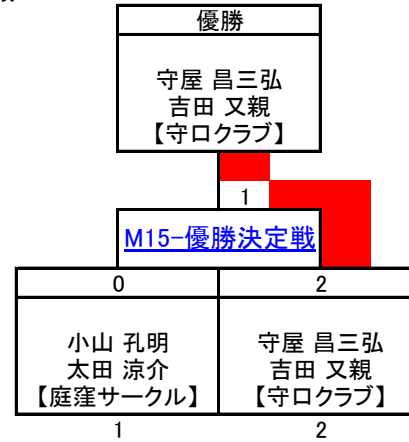 優勝
守屋 昌三弘
吉田 又親
【守口クラブ】
1
M15-優勝決定戦
0 2
小山 孔明 守屋 昌三弘
太田 涼介 吉田 又親
【庭窪サークル】 【守口クラブ】
1 2